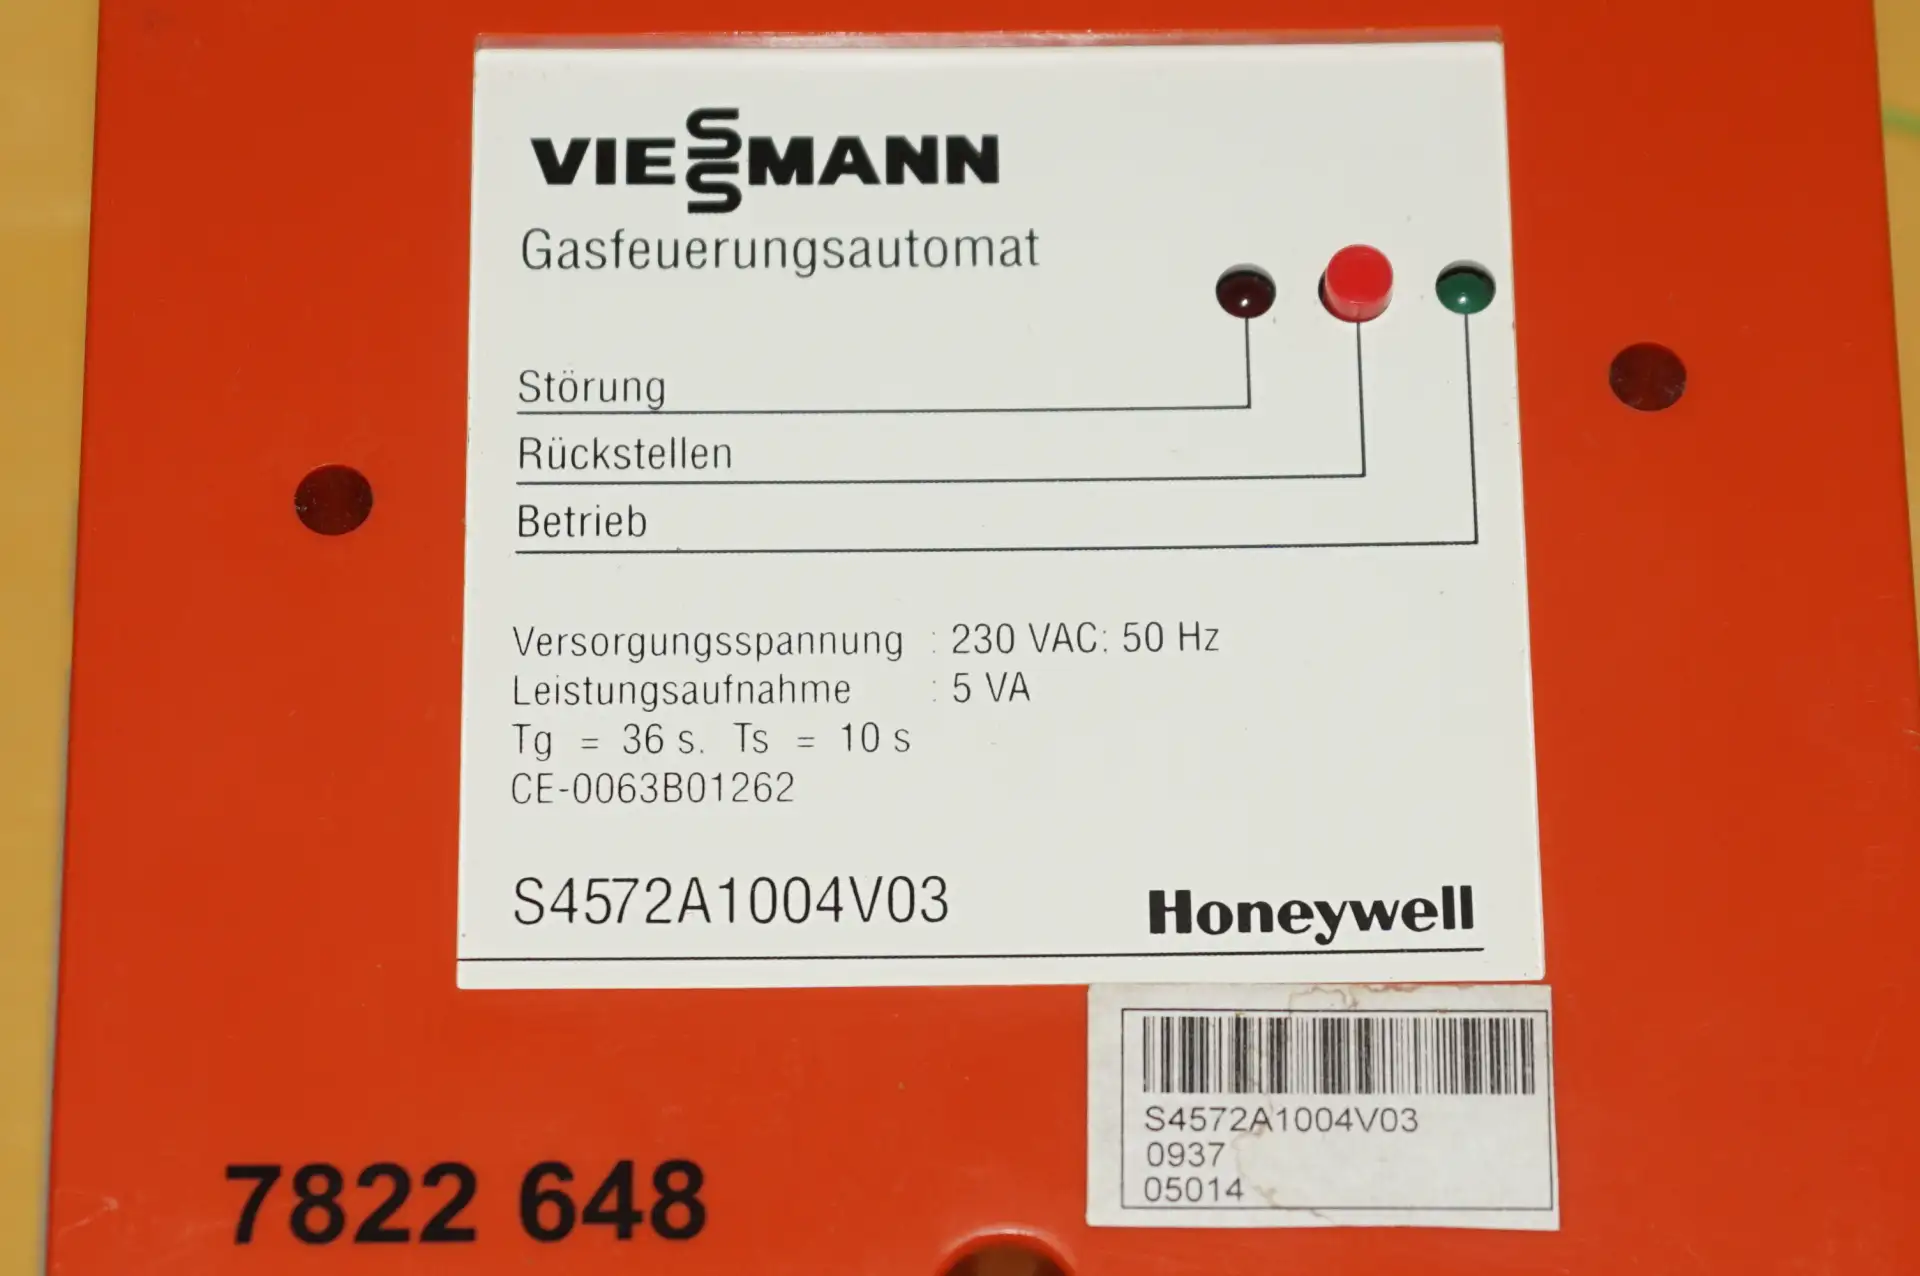 VIESSMANN
Gasfeuerungsautomat
Störung
Rückstellen
Betrieb
Versorgungsspannung : 230 VAC: 50 Hz
Leistungsaufnahme : 5 VA
Tg = 36 s. Ts = 10 s
CE-0063B01262
S4572A1004V03 Honeywell
S4572A1004V03
0937
05014
7822 648